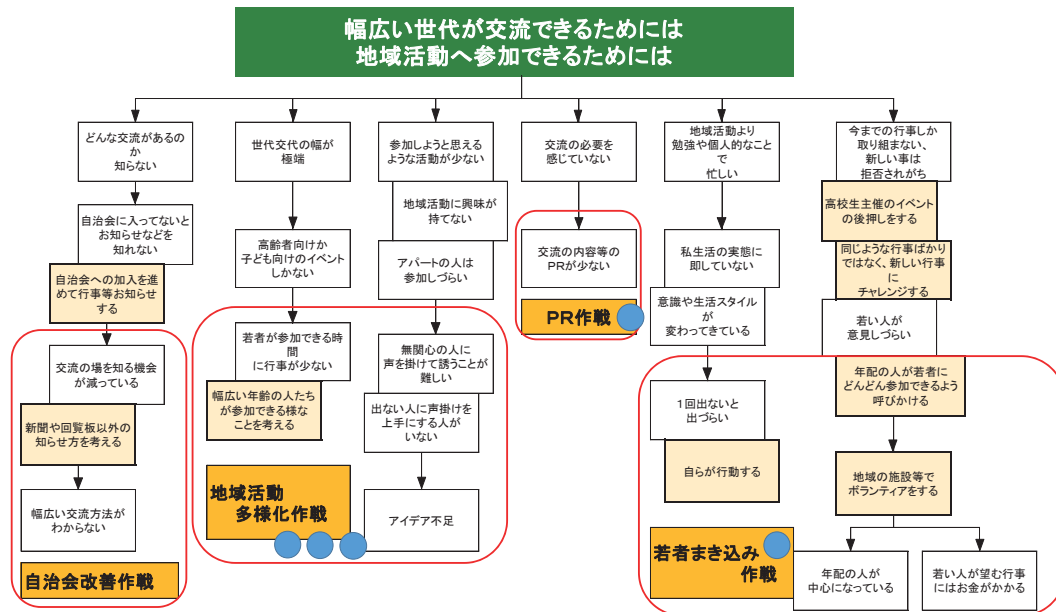 幅広い世代が交流できるためには
地域活動へ参加できるためには
どんな交流があるの
か
知らない
自治会に入ってないと
お知らせなどを
知れない
自治会への加入を進
めて行事等お知らせ
する
交流の場を知る機会
が減っている
新聞や回覧板以外の
知らせ方を考える
幅広い交流方法が
わからない
自治会改善作戦
世代交代の幅が
極端
高齢者向けか
子ども向けのイベント
しかない
若者が参加できる時
間
に行事が少ない
幅広い年齢の人たち
が参加できる様な
ことを考える
地域活動
多様化作戦
参加しようと思える
ような活動が少ない
地域活動に興味が
持てない
アパートの人は
参加しづらい
無関心の人に
声を掛けて誘うことが
難しい
出ない人に声掛けを
上手にする人が
いない
アイデア不足
交流の必要を
感じていない
交流の内容等の
PRが少ない
PR作戦
地域活動より
勉強や個人的なこと
で
忙しい
私生活の実態に
即していない
意識や生活スタイル
が
変わってきている
1回出ないと
出づらい
自らが行動する
若者まき込み
作戦
今までの行事しか
取り組まない、
新しい事は
拒否されがち
高校生主催のイベント
の後押しをする
同じような行事ばかり
ではなく、新しい行事
に
チャレンジする
若い人が
意見しづらい
年配の人が若者に
どんどん参加できるよう
呼びかける
地域の施設等で
ボランティアをする
年配の人が
中心になっている
若い人が望む行事
にはお金がかかる